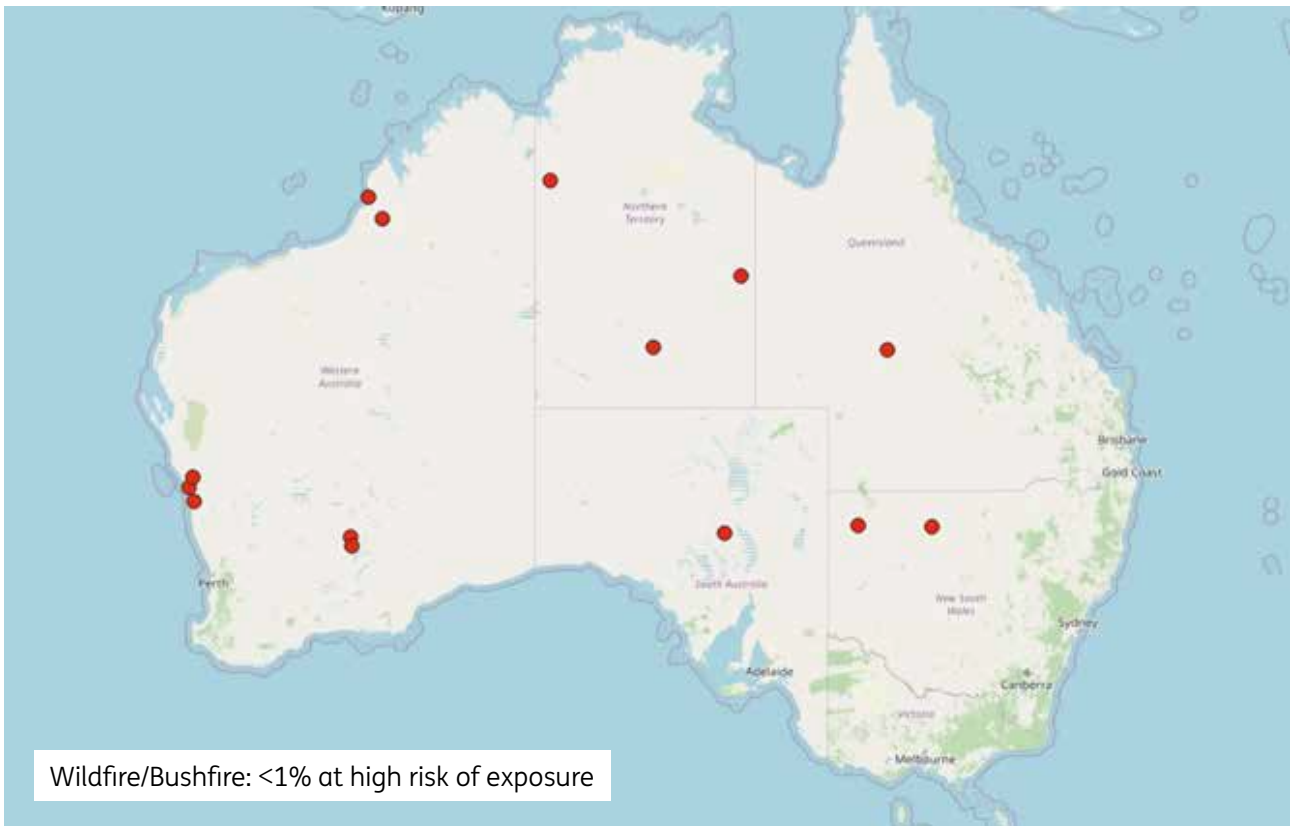 Kupang
Northern
Territory
Queensland
Western
Australia
Brisbane
Gold Coast
Perth
South Australia
New South
Wales
Sydney
Adelaide
Canberra
Victoria
Melbourne
Wildfire/Bushfire: <1% at high risk of exposure